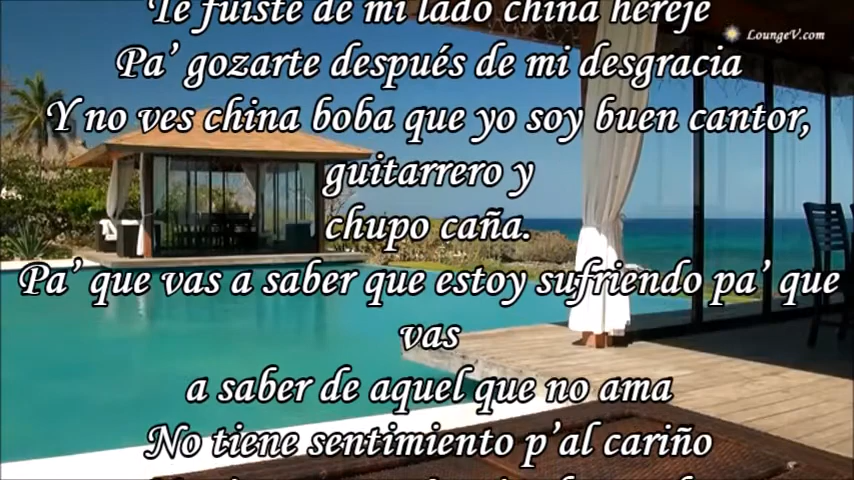 Te fuiste de mi lado china hereje
LoungeV.com
Pa' gozarte después de mi desgracia
Y no ves china boba que yo soy buen cantor,
guitarrero y
chupo caña.
Pa' que vas a saber que estoy sufriendo pa' que
vas
a saber de aquel que no ama
No tiene sentimiento p'al cariño